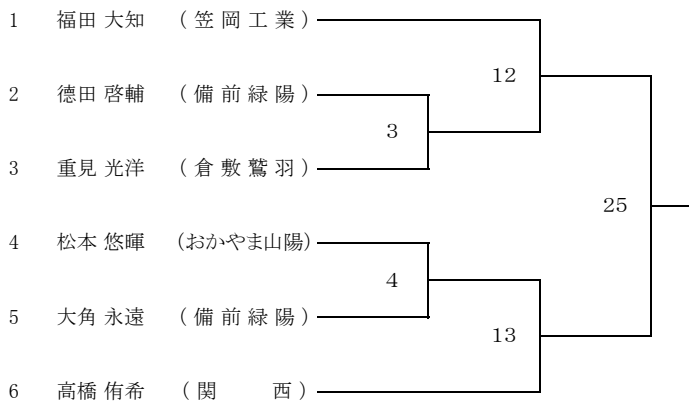 1 福田 大知 (笠岡工業)
12
2 德田 啓輔 (備前緑陽)
3
3 重見 光洋 (倉敷鷲羽)
25
4 松本 悠暉 (おかやま山陽)
4
5 大角 永遠 (備前緑陽)
13
6 高橋 侑希 (関 西)